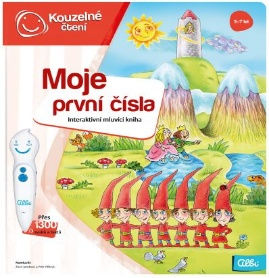 Kouzelné
čtení
5-7 let
Moje
první čísla
Interaktivní mluvící kniha
Albi
Přes
1300
Albi